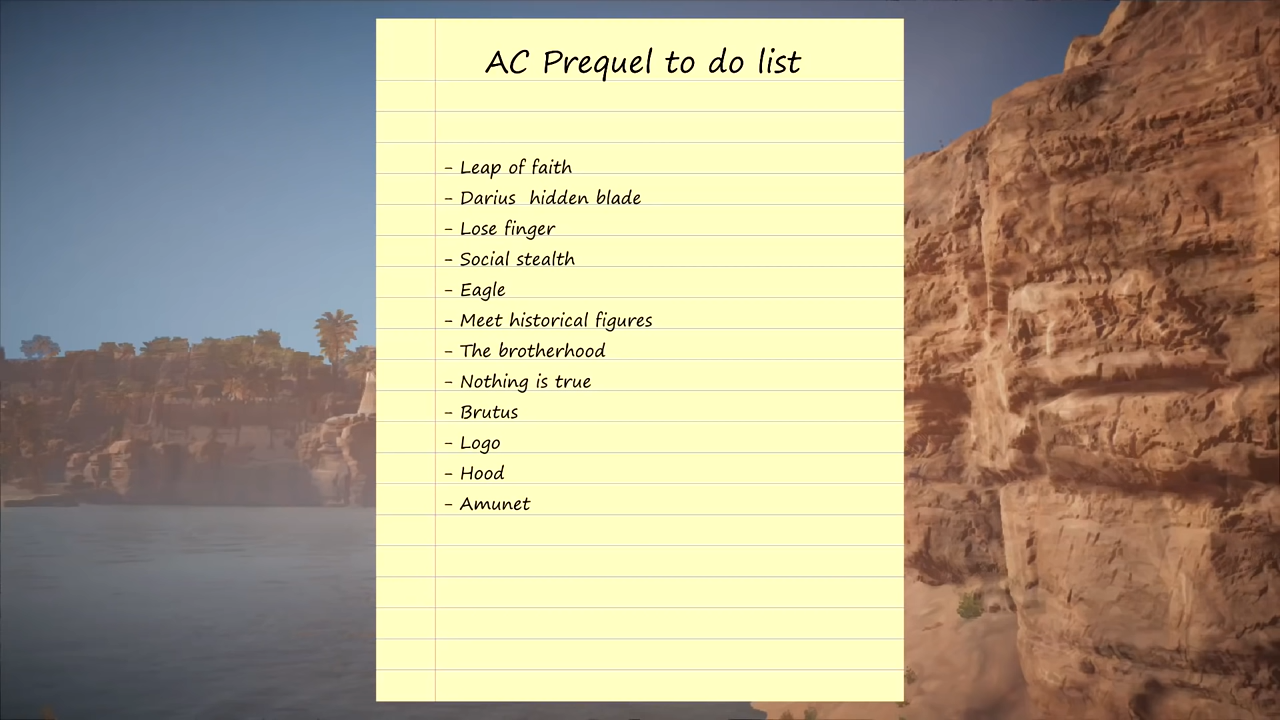 AC Prequel to do list
- Leap of faith
- Darius hidden blade
- Lose finger
- Social stealth
- Eagle
- Meet historical figures
- The brotherhood
- Nothing is true
- Brutus
- Logo
- Hood
- Amunet